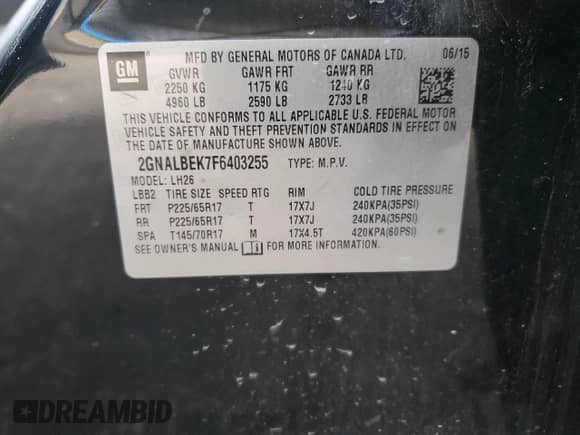 GM
MFD BY GENERAL MOTORS OF CANADA LTD. 06/15
GVWR GAWR FRT GAWR RR
2250 KG 1175 KG 1240 KG
4960 LB 2590 LB 2733 LB
THIS VEHICLE CONFORMS TO ALL APPLICABLE U.S. FEDERAL MOTOR
VEHICLE SAFETY AND THEFT PREVENTION STANDARDS IN EFFECT ON
THE DATE OF MANUFACTURE SHOWN ABOVE.
2GNALBEK7F6403255 TYPE: M.P.V.
MODEL: LH26
LBB2 TIRE SIZE SPEED RTG RIM COLD TIRE PRESSURE
FRT P225/65R17 T 17X7J 240KPA(35PSI)
RR P225/65R17 T 17X7J 240KPA(35PSI)
SPA T145/70R17 M 17X4.5T 420KPA(60PSI)
SEE OWNER'S MANUAL FOR MORE INFORMATION.
DREAMBID